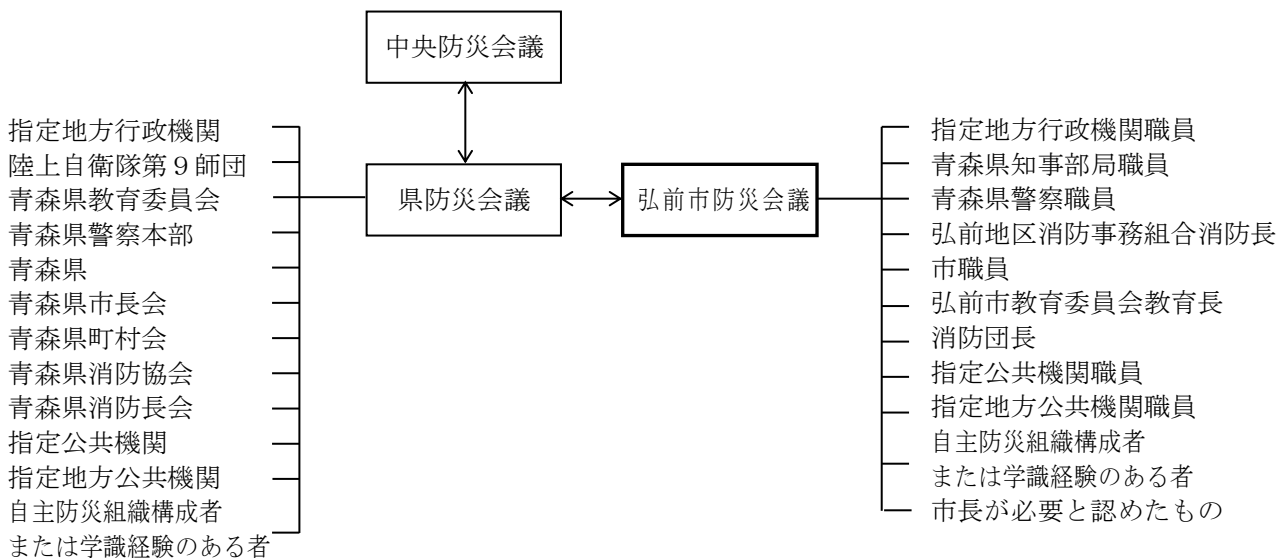 中央防災会議
指定地方行政機関
陸上自衛隊第９師団
青森県教育委員会
青森県警察本部
青森県
青森県市長会
青森県町村会
青森県消防協会
青森県消防長会
指定公共機関
指定地方公共機関
自主防災組織構成者
または学識経験のある者
県防災会議
弘前市防災会議
指定地方行政機関職員
青森県知事部局職員
青森県警察職員
弘前地区消防事務組合消防長
市職員
弘前市教育委員会教育長
消防団長
指定公共機関職員
指定地方公共機関職員
自主防災組織構成者
または学識経験のある者
市長が必要と認めたもの